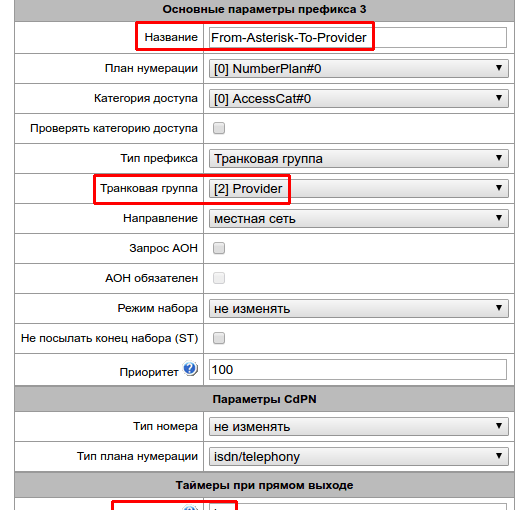 Основные параметры префикса 3
Название From-Asterisk-To-Provider
План нумерации [0] NumberPlan#0
Категория доступа [0] AccessCat#0
Проверять категорию доступа
Тип префикса Транковая группа
Транковая группа [2] Provider
Направление местная сеть
Запрос АОН
АОН обязателен
Режим набора не изменять
Не посылать конец набора (ST)
Приоритет ? 100
Параметры CdPN
Тип номера не изменять
Тип плана нумерации isdn/telephony
Таймеры при прямом выходе